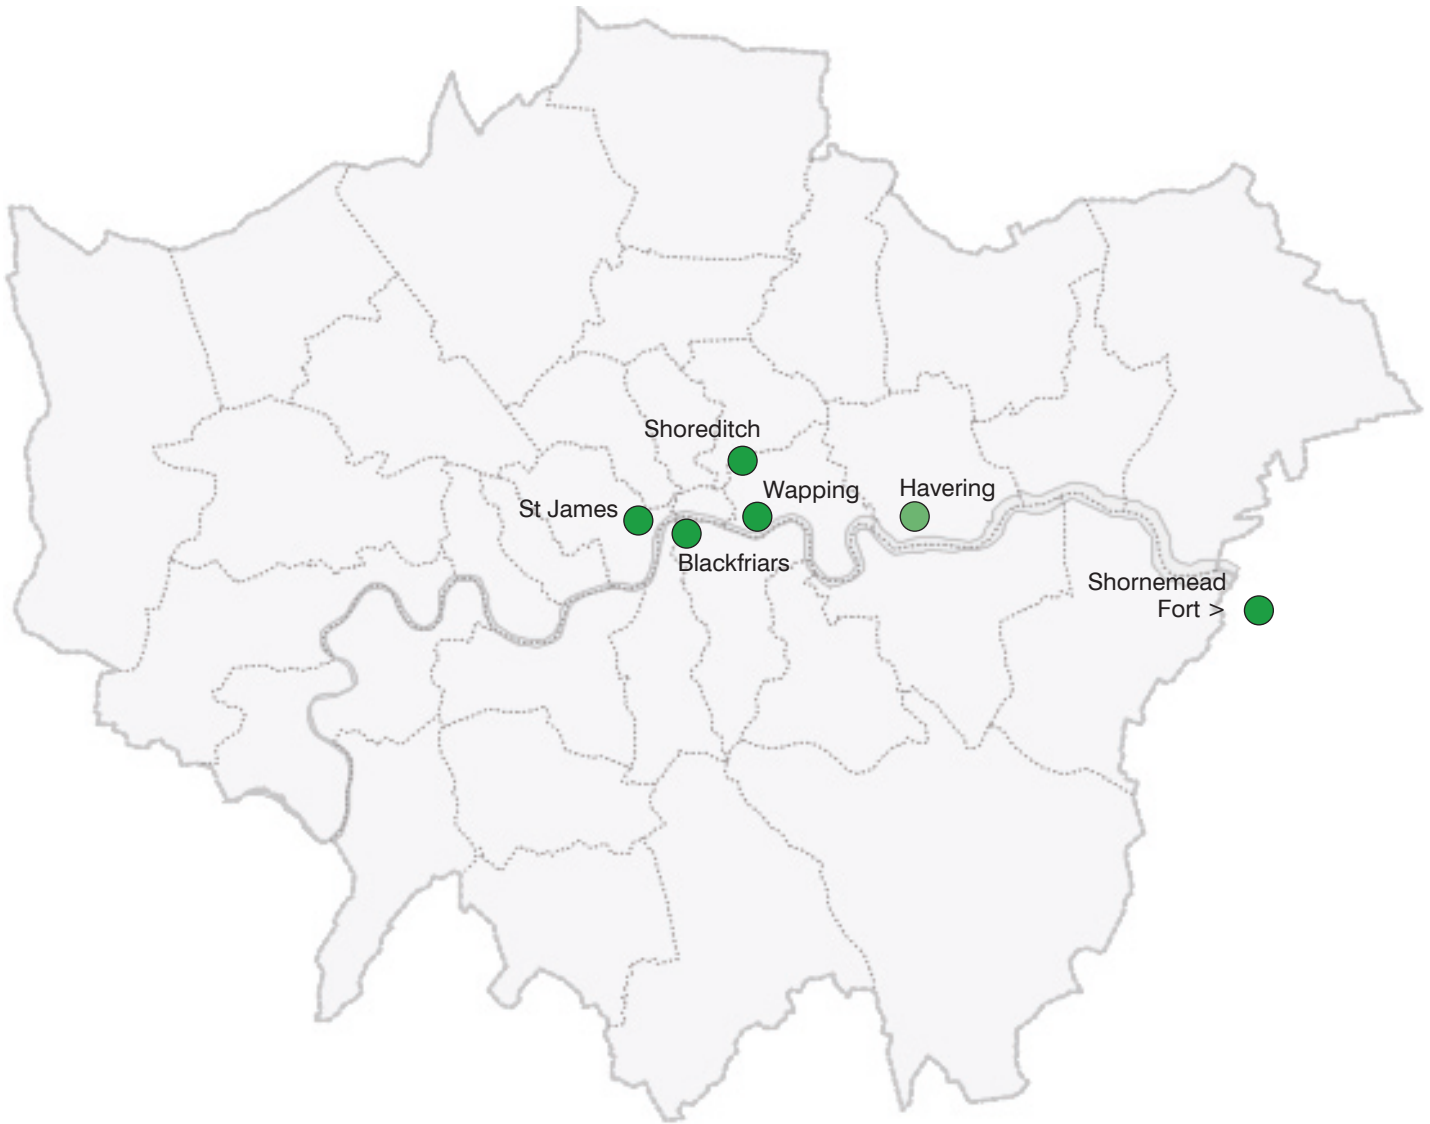 Shoreditch
Wapping
Havering
St James
Blackfriars
Shornemead
Fort >